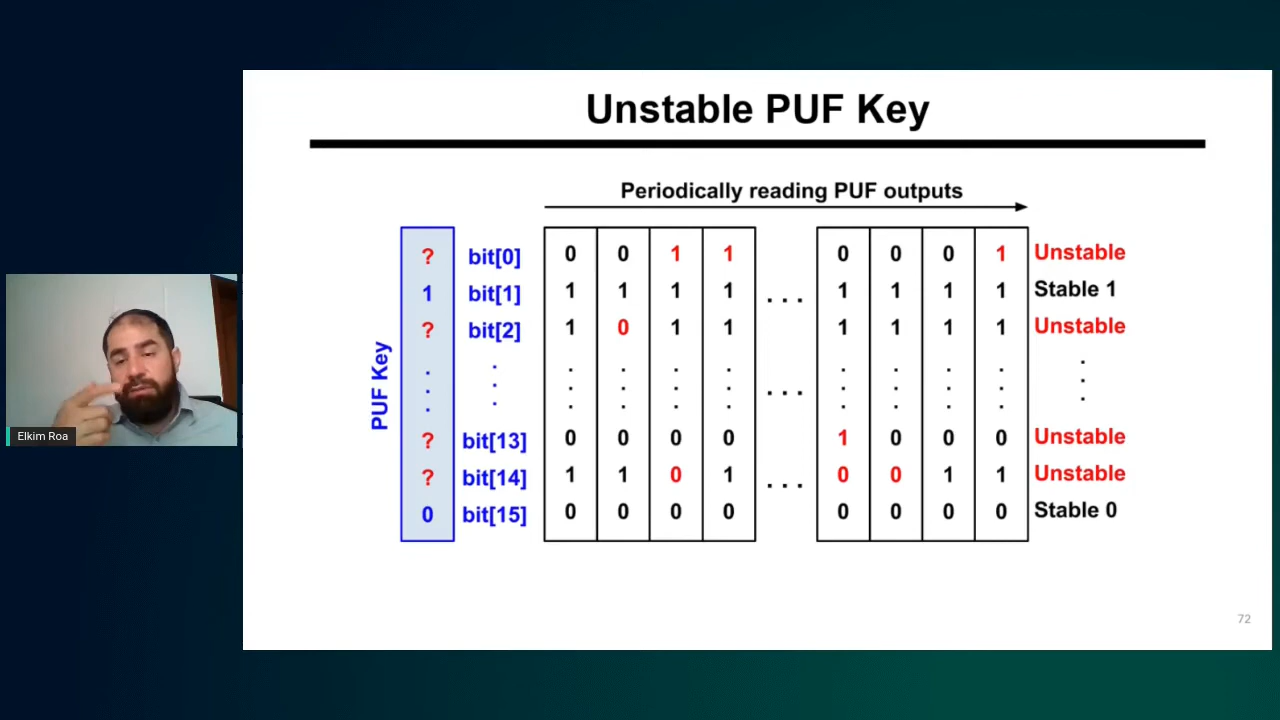 Unstable PUF Key
Periodically reading PUF outputs
PUF Key
? bit[0] 0 0 1 1 0 0 0 1 Unstable
1 bit[1] 1 1 1 1 . . . 1 1 1 1 Stable 1
? bit[2] 1 0 1 1 1 1 1 1 Unstable
? bit[13] 0 0 0 0 1 0 0 0 Unstable
? bit[14] 1 1 0 1 . . . 0 0 1 1 Unstable
0 bit[15] 0 0 0 0 0 0 0 0 Stable 0
Elkim Roa
72